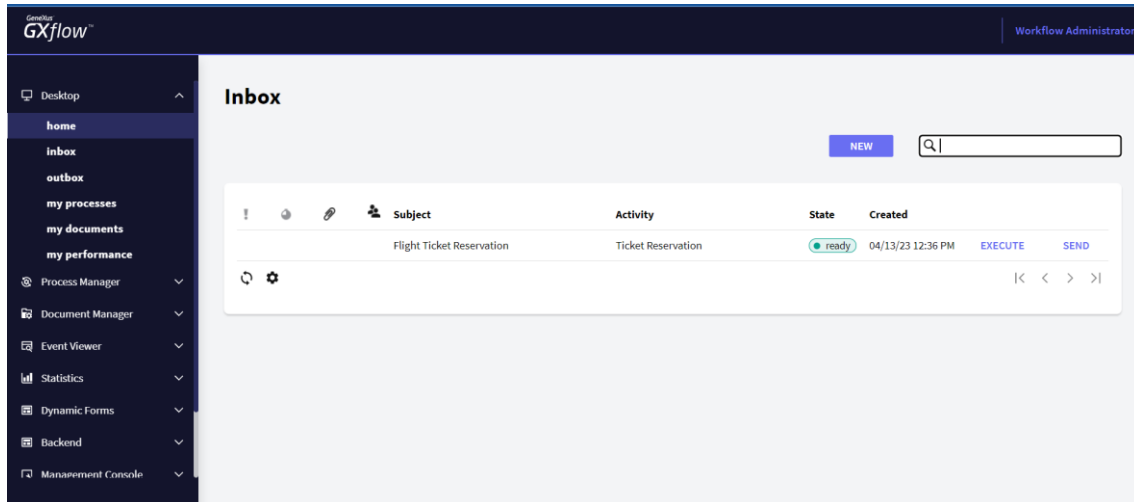 GeneXus
GXflow™
Workflow Administrator
Desktop
home
inbox
outbox
my processes
my documents
my performance
Process Manager
Document Manager
Event Viewer
Statistics
Dynamic Forms
Backend
Management Console
Inbox
NEW
Subject Activity State Created
Flight Ticket Reservation Ticket Reservation ready 04/13/23 12:36 PM EXECUTE SEND